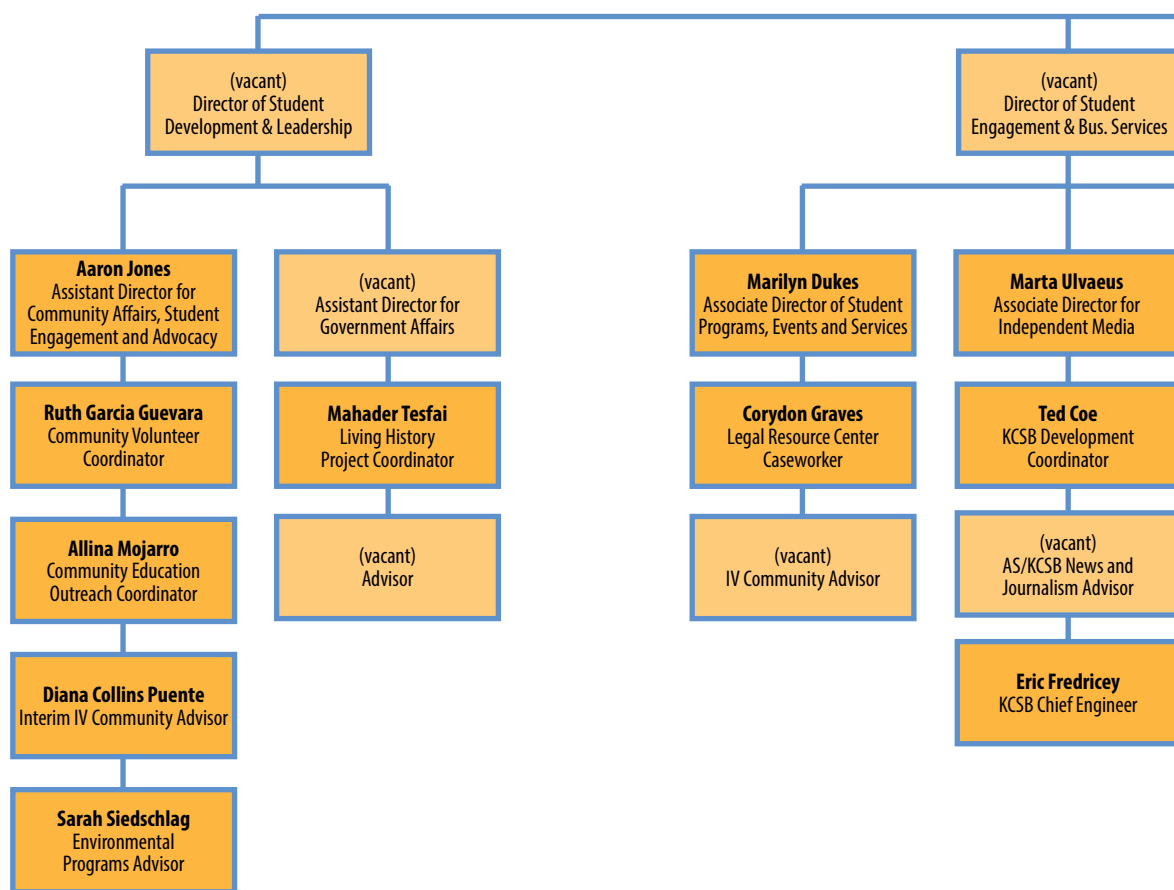 (vacant)
Director of Student
Development & Leadership
(vacant)
Director of Student
Engagement & Bus. Services
Aaron Jones
Assistant Director for
Community Affairs, Student
Engagement and Advocacy
(vacant)
Assistant Director for
Government Affairs
Marilyn Dukes
Associate Director of Student
Programs, Events and Services
Marta Ulvaeus
Associate Director for
Independent Media
Ruth Garcia Guevara
Community Volunteer
Coordinator
Mahader Tesfai
Living History
Project Coordinator
Corydon Graves
Legal Resource Center
Caseworker
Ted Coe
KCSB Development
Coordinator
Allina Mojarro
Community Education
Outreach Coordinator
(vacant)
Advisor
(vacant)
IV Community Advisor
(vacant)
AS/KCSB News and
Journalism Advisor
Diana Collins Puente
Interim IV Community Advisor
Eric Fredricey
KCSB Chief Engineer
Sarah Siedschlag
Environmental
Programs Advisor